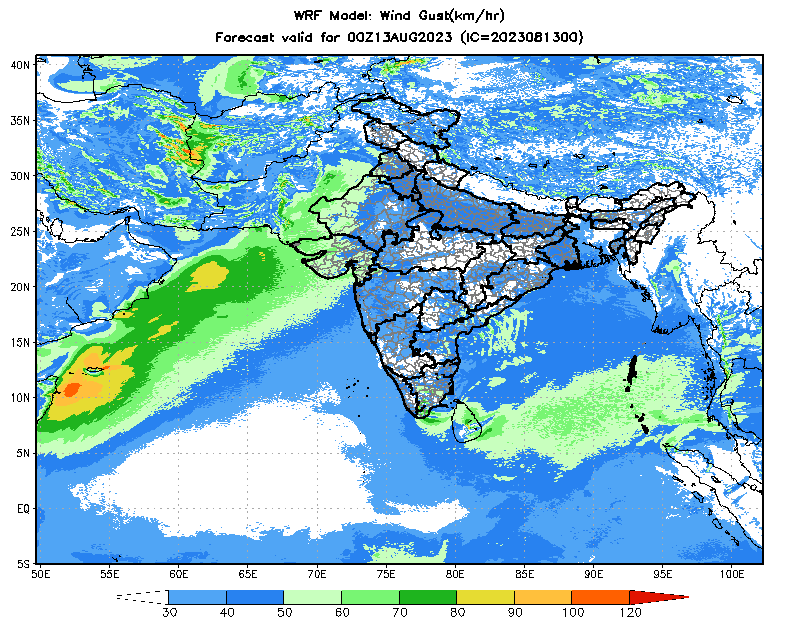 WRF Model: Wind Gust(km/hr)
Forecast valid for 00Z13AUG2023 (IC=2023081300)
40N
35N
30N
25N
20N
15N
10N
5N
EQ
5S
50E 55E 60E 65E 70E 75E 80E 85E 90E 95E 100E
30 40 50 60 70 80 90 100 120